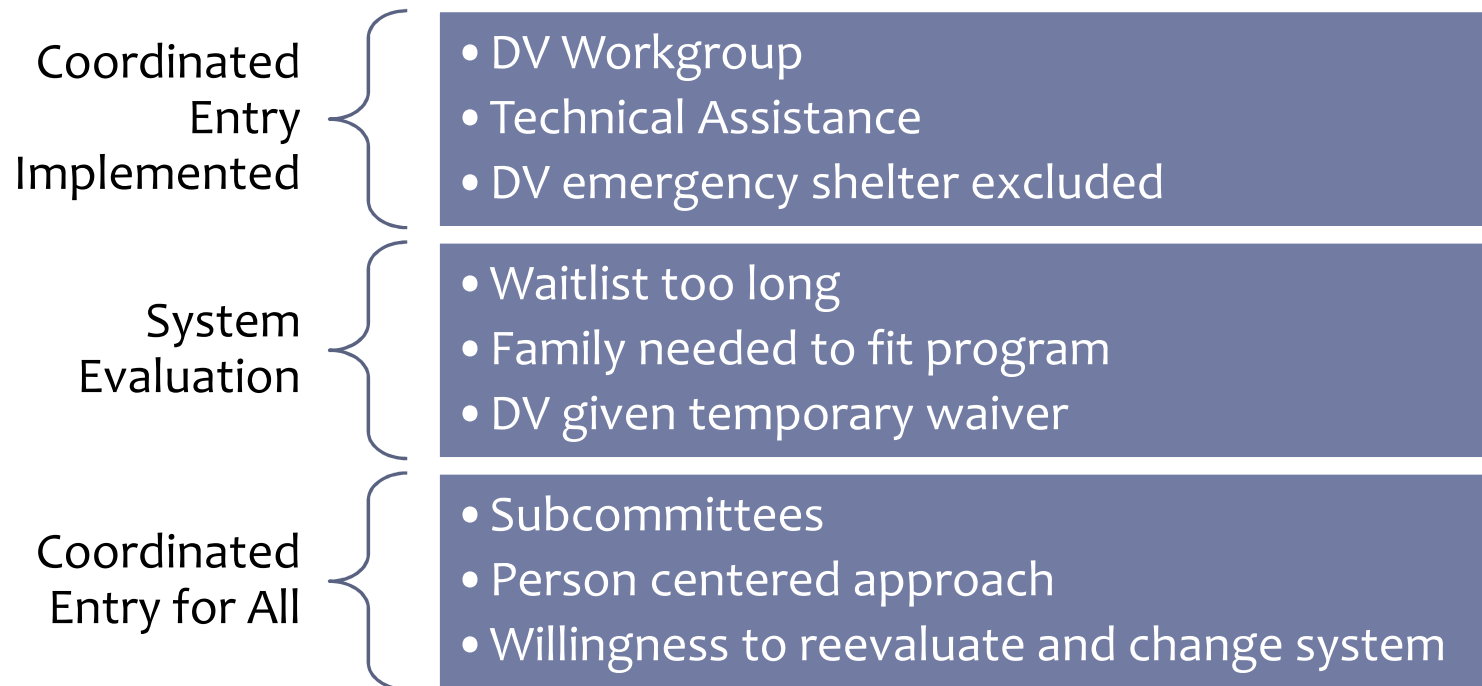 Coordinated
Entry
Implemented
• DV Workgroup
• Technical Assistance
• DV emergency shelter excluded
System
Evaluation
• Waitlist too long
• Family needed to fit program
• DV given temporary waiver
Coordinated
Entry for All
• Subcommittees
• Person centered approach
• Willingness to reevaluate and change system